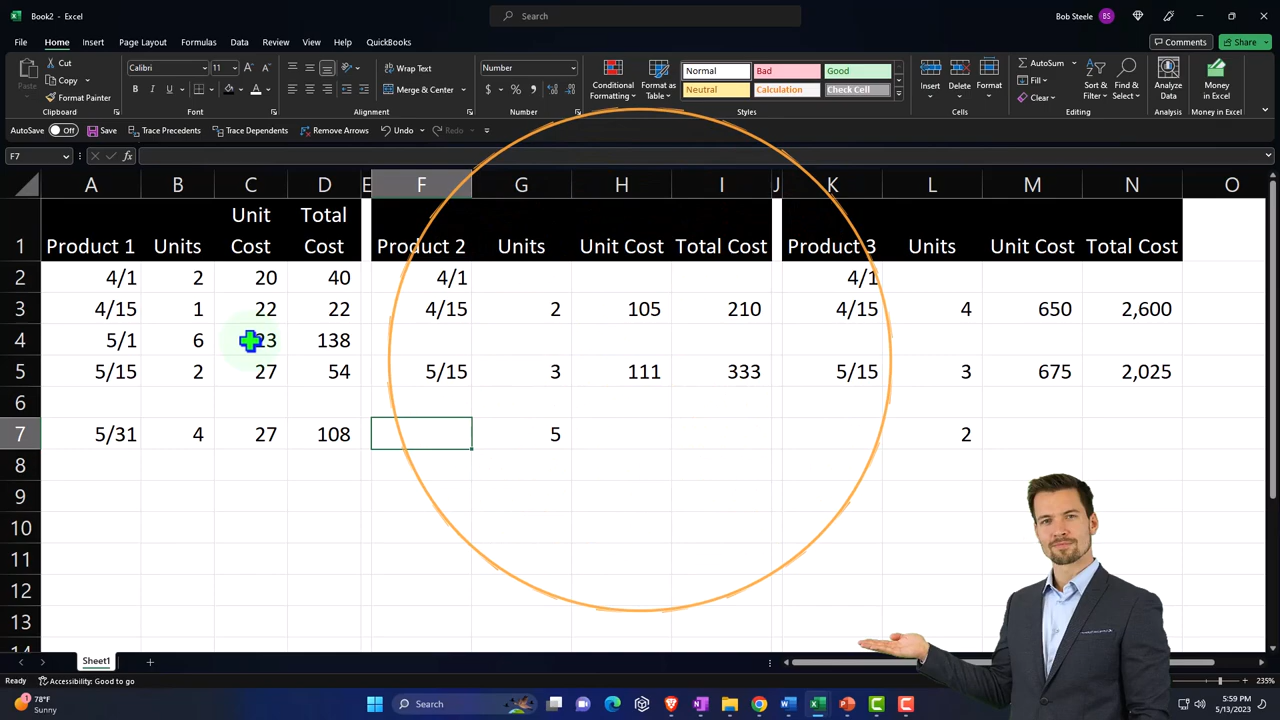 Book2 - Excel
Search
Bob Steele
BS
File Home Insert Page Layout Formulas Data Review View Help QuickBooks
Comments
Share
Paste
Cut
Copy
Format Painter
Clipboard
Calibri
11
B I U
Font
Wrap Text
Merge & Center
Alignment
Number
$ % ,
Number
Conditional Formatting
Format as Table
Normal Bad Good
Neutral Calculation Check Cell
Styles
Insert Delete Format
Cells
AutoSum
Fill
Clear
Sort & Filter
Find & Select
Editing
Analyze Data
Analysis
Money in Excel
Money in Excel
AutoSave Off Save Trace Precedents Trace Dependents Remove Arrows Undo Redo
F7
fx
A B C D E F G H I J K L M N O
1 Product 1 Units Unit Cost Total Cost Product 2 Units Unit Cost Total Cost Product 3 Units Unit Cost Total Cost
2 4/1 2 20 40 4/1 4/1
3 4/15 1 22 22 4/15 2 105 210 4/15 4 650 2,600
4 5/1 6 23 138
5 5/15 2 27 54 5/15 3 111 333 5/15 3 675 2,025
6
7 5/31 4 27 108 5 2
8
9
10
11
12
13
14
Sheet1
Ready Accessibility: Good to go
235%
78°F
Sunny
Search
5:59 PM
5/13/2023